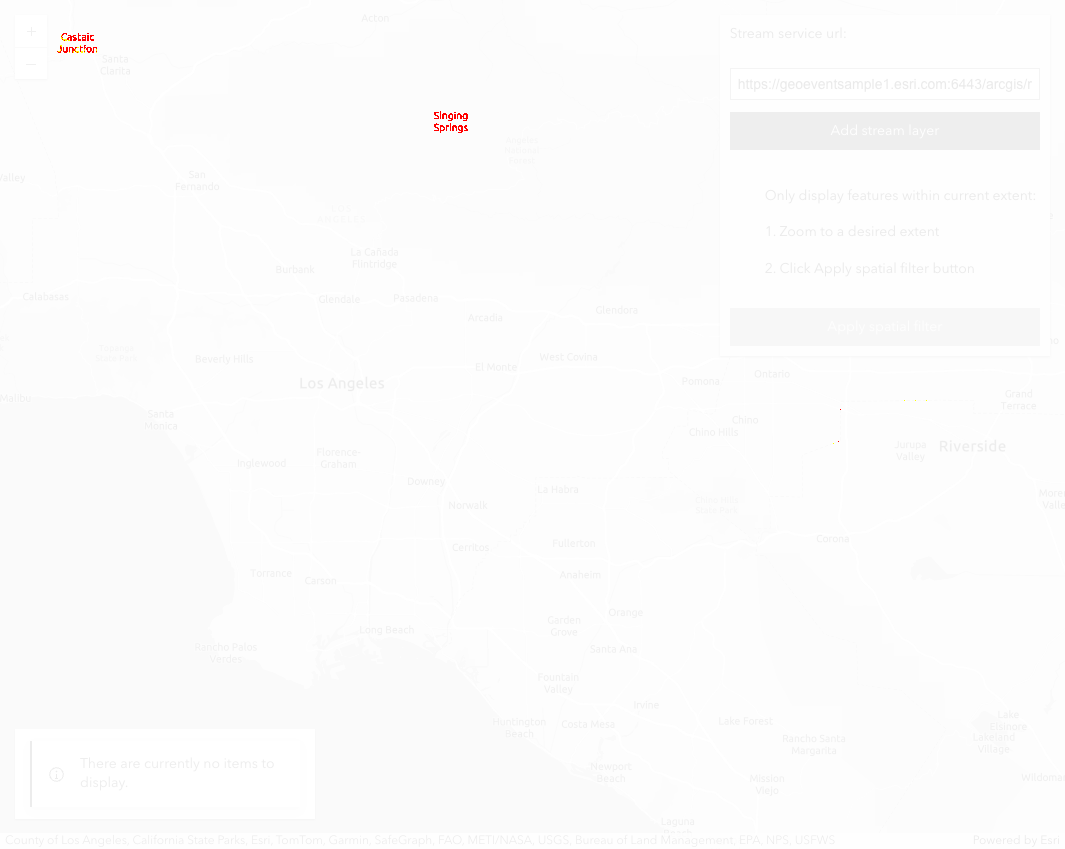 Acton
+
Castaic
Junction
Santa
Clarita
−
Stream service url:
https://geoeventsample1.esri.com:6443/arcgis/r
Singing
Springs
Add stream layer
Angeles
National
Forest
Valley
San
Fernando
Only display features within current extent:
ANGELES
1. Zoom to a desired extent
La Cañada
Flintridge
2. Click Apply spatial filter button
Burbank
Calabasas
Glendale
Pasadena
Glendora
Arcadia
Apply spatial filter
Beverly Hills
West Covina
El Monte
Ontario
Los Angeles
Pomona
Malibu
Grand
Terrace
Santa
Monica
Chino
Chino Hills
Jurupa
Valley
Riverside
Florence-
Graham
Inglewood
Downey
La Habra
More
Valle
Norwalk
Corona
Fullerton
Cerritos
Torrance
Carson
Anaheim
Orange
Garden
Grove
Long Beach
Rancho Palos
Verdes
Santa Ana
Fountain
Valley
Irvine
Huntington
Beach
Costa Mesa
Lake Forest
Lake
Elsinore
Lakeland
Village
Rancho Santa
Margarita
There are currently no items to
display.
Newport
Reach
Mission
Viejo
Wildomar
Laguna
County of Los Angeles, California State Parks, Esri, TomTom, Garmin, SafeGraph, FAO, METI/NASA, USGS, Bureau of Land Management, EPA, NPS, USFWS
Powered by Esri